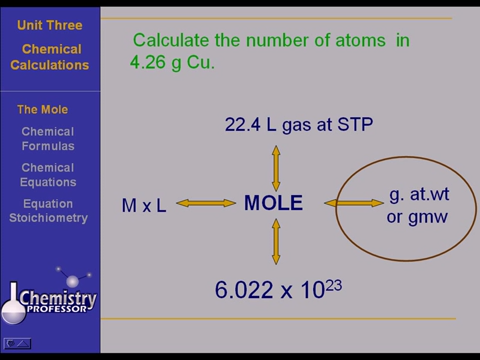 Unit Three
Chemical
Calculations
The Mole
Chemical
Formulas
Chemical
Equations
Equation
Stoichiometry
Chemistry
PROFESSOR
Calculate the number of atoms in
4.26 g Cu.
22.4 L gas at STP
M x L
MOLE
g. at.wt
or gmw
6.022 x 10²³